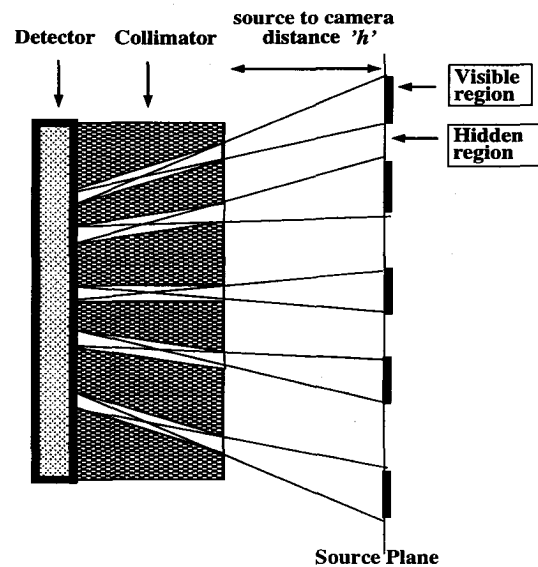 source to camera
distance 'h'
Detector
Collimator
Visible
region
Hidden
region
Source Plane